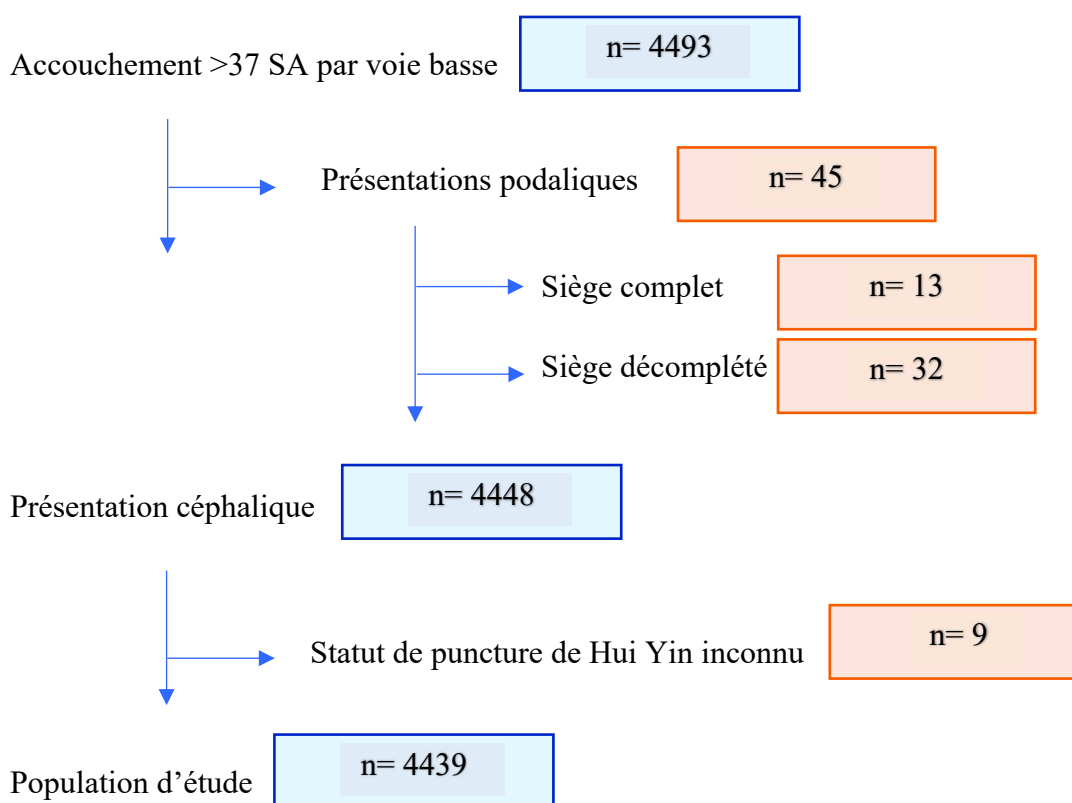 Accouchement >37 SA par voie basse n= 4493
Présentations podaliques n= 45
Siège complet n= 13
Siège décomplété n= 32
Présentation céphalique n= 4448
Statut de puncture de Hui Yin inconnu n= 9
Population d’étude n= 4439